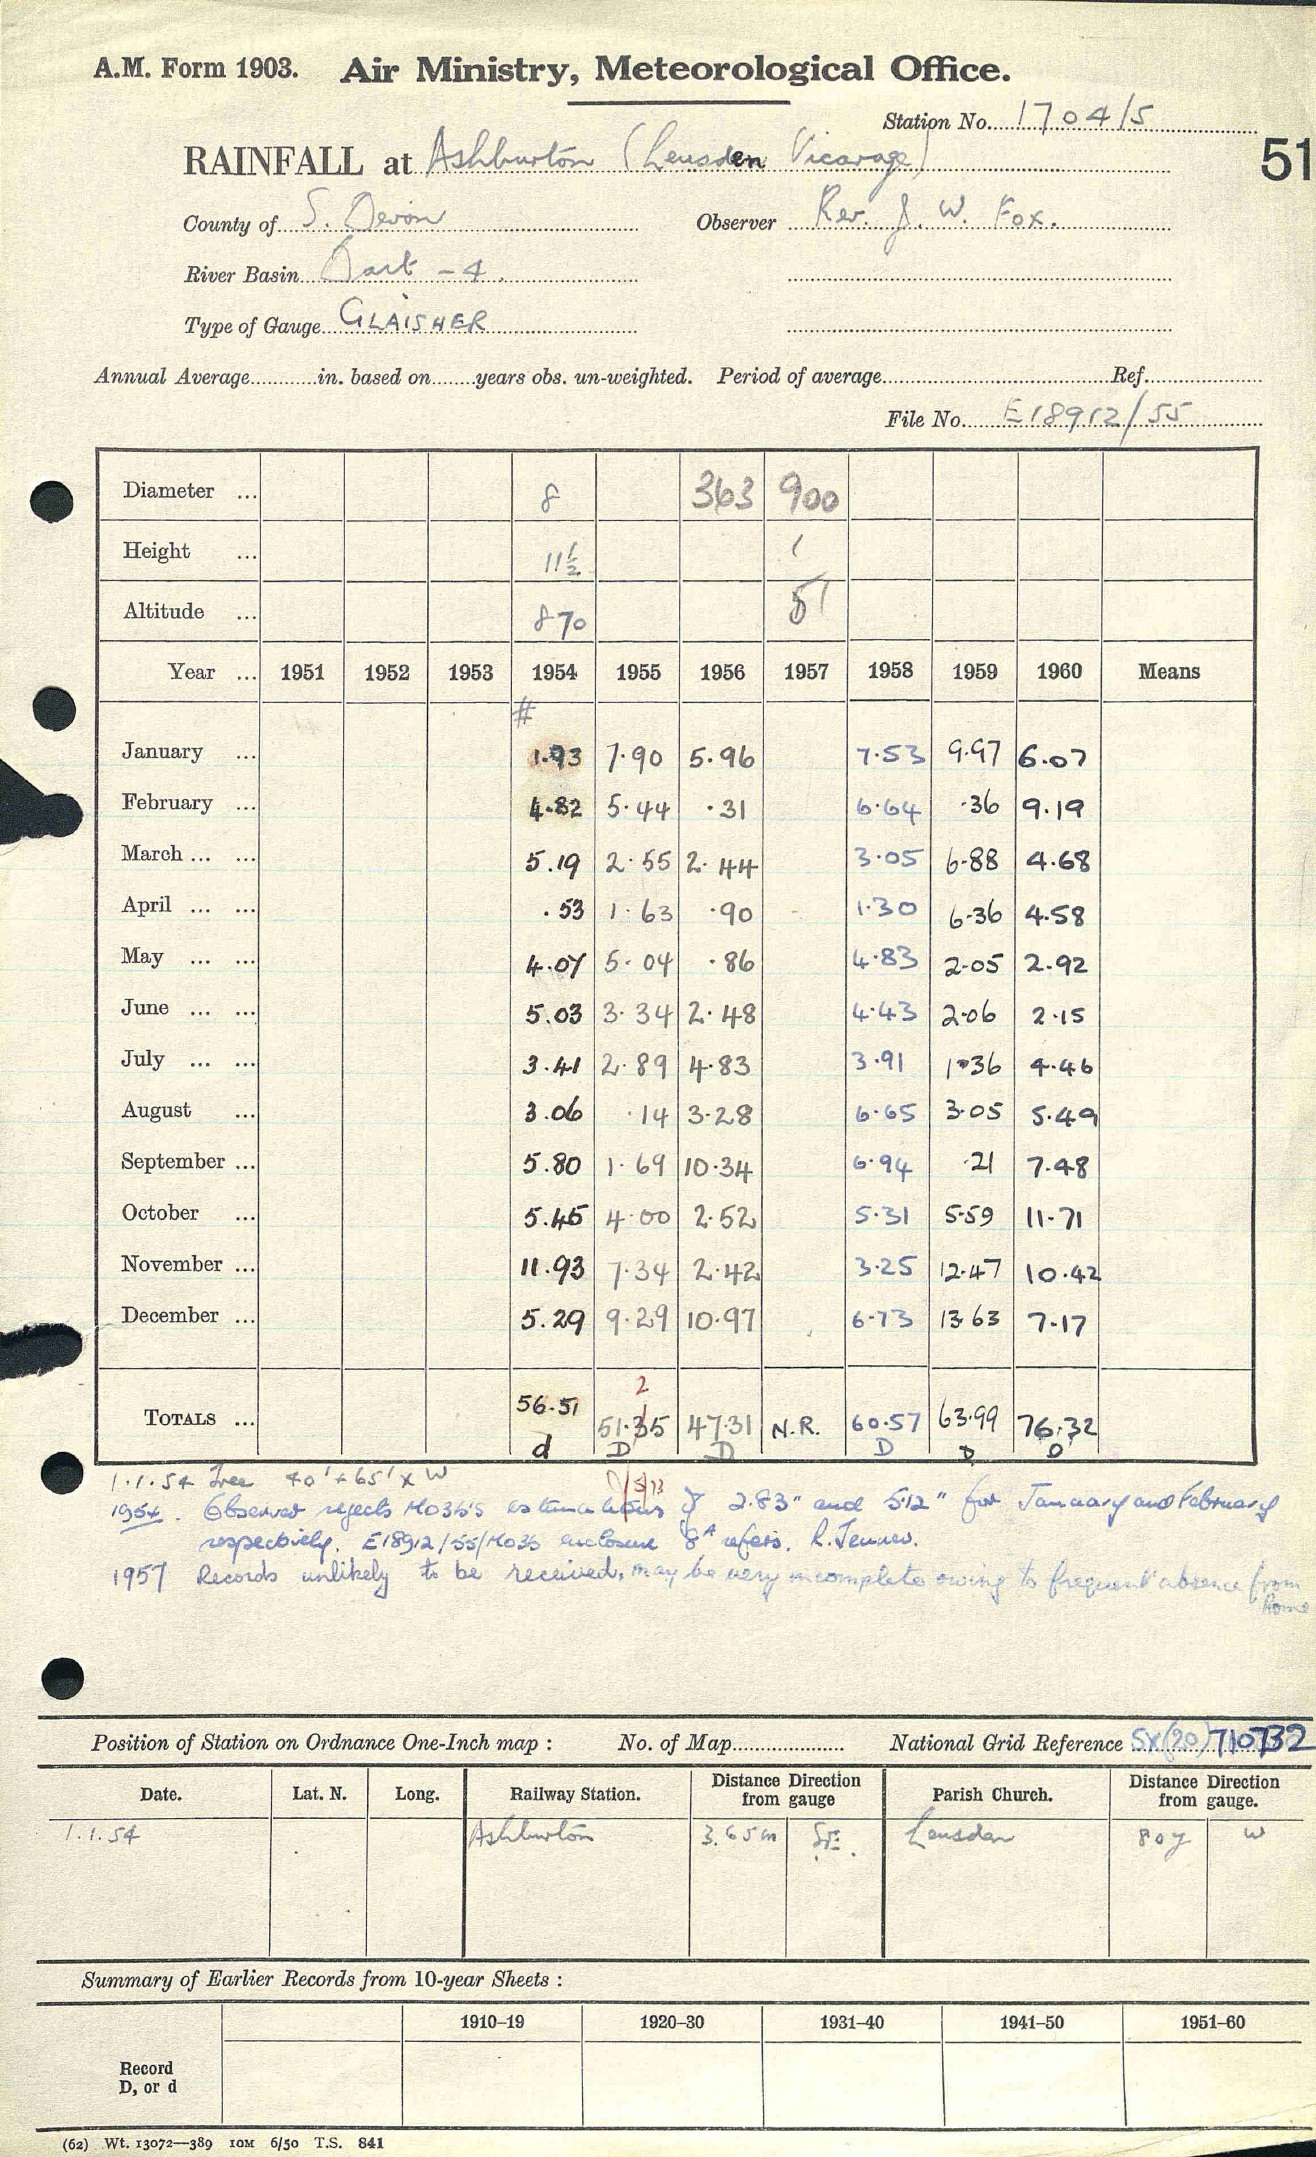 A.M. Form 1903. Air Ministry, Meteorological Office.
Station No. 1704/5
RAINFALL at Ashburton (Leusden Vicarage) 51
County of S. Devon Observer Rev. J. W. Fox.
River Basin Dart - 4.
Type of Gauge GLAISHER
Annual Average............in. based on........years obs. un-weighted. Period of average............Ref............
File No. E18912/55
Diameter ... 8 363 900
Height ... 11½ 1
Altitude ... 870 51
Year ... 1951 1952 1953 1954 1955 1956 1957 1958 1959 1960 Means
#
January ... 1.93 7.90 5.96 7.53 9.97 6.07
February ... 4.82 5.44 .31 6.64 .36 9.19
March ... ... 5.19 2.55 2.44 3.05 6.88 4.68
April ... ... .53 1.63 .90 1.30 6.36 4.58
May ... ... 4.07 5.04 .86 4.83 2.05 2.92
June ... ... 5.03 3.34 2.48 4.43 2.06 2.15
July ... ... 3.41 2.89 4.83 3.91 1.36 4.46
August ... 3.06 .14 3.28 6.65 3.05 5.49
September ... 5.80 1.69 10.34 6.94 .21 7.48
October ... 5.45 4.00 2.52 5.31 5.59 11.71
November ... 11.93 7.34 2.42 3.25 12.47 10.42
December ... 5.29 9.29 10.97 6.73 13.63 7.17
2
TOTALS ... 56.51 51.35 47.31 N.R. 60.57 63.99 76.32
d D D D D D
1.1.54 Tree 40' + 65' x W
1954. Observer rejects MO3b's estimations of 2.83" and 5.12" for January and February
respectively. E18912/55/MO3b enclosure 8A refers. R. Jenner.
1957 Records unlikely to be received, may be very incomplete owing to frequent absence from
Home
Position of Station on Ordnance One-Inch map : No. of Map............ National Grid Reference SX(20)710732
Date. Lat. N. Long. Railway Station. Distance Direction from gauge Parish Church. Distance Direction from gauge.
1.1.54 Ashburton 3.65m SE. Leusden 80y W
Summary of Earlier Records from 10-year Sheets :
1910–19 1920–30 1931–40 1941–50 1951–60
Record
D, or d
(62) Wt. 13072—389 10M 6/50 T.S. 841